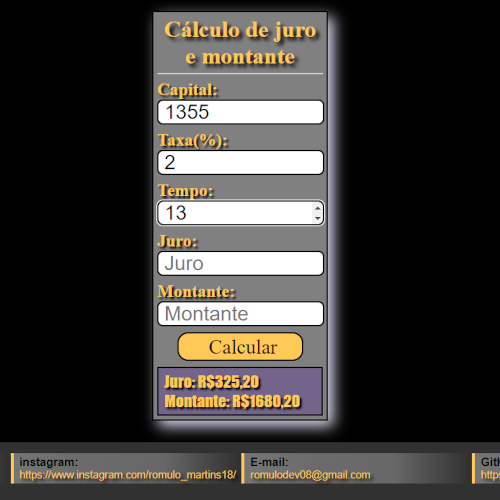 Cálculo de juro
e montante
Capital:
1355
Taxa(%):
2
Tempo:
13
Juro:
Juro
Montante:
Montante
Calcular
Juro: R$325,20
Montante: R$1680,20
instagram:
https://www.instagram.com/romulo_martins18/
E-mail:
romulodev08@gmail.com
Gith
https